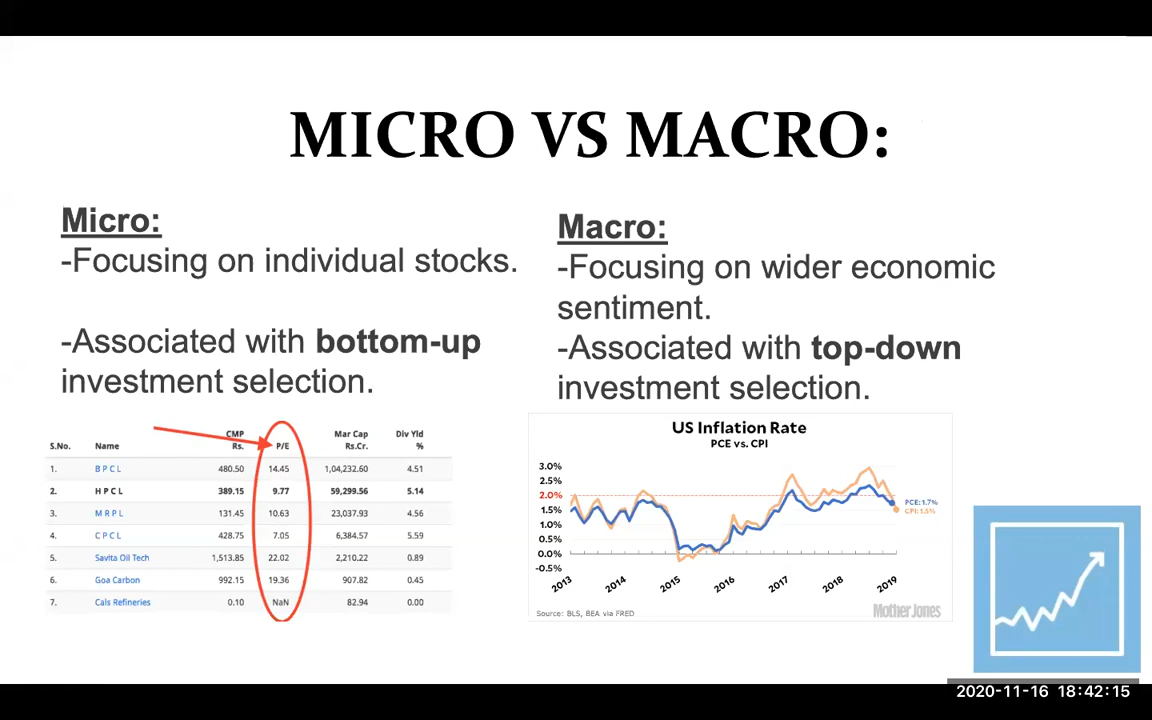 MICRO VS MACRO:
Micro:
-Focusing on individual stocks.
-Associated with bottom-up
investment selection.
Macro:
-Focusing on wider economic
sentiment.
-Associated with top-down
investment selection.
S.No. Name CMP Rs. P/E Mar Cap Rs.Cr. Div Yld %
1. B P C L 480.50 14.45 1,04,232.60 4.51
2. H P C L 389.15 9.77 59,299.56 5.14
3. M R P L 131.45 10.63 23,037.93 4.56
4. C P C L 428.75 7.05 6,384.57 5.59
5. Savita Oil Tech 1,513.85 22.02 2,210.22 0.89
6. Goa Carbon 992.15 19.36 907.82 0.45
7. Cals Refineries 0.10 NaN 82.94 0.00
US Inflation Rate
PCE vs. CPI
3.0%
2.5%
2.0%
1.5%
1.0%
0.5%
0.0%
-0.5%
PCE: 1.7%
CPI: 1.5%
2013 2014 2015 2016 2017 2018 2019
Source: BLS, BEA via FRED
Mother Jones
2020-11-16 18:42:15